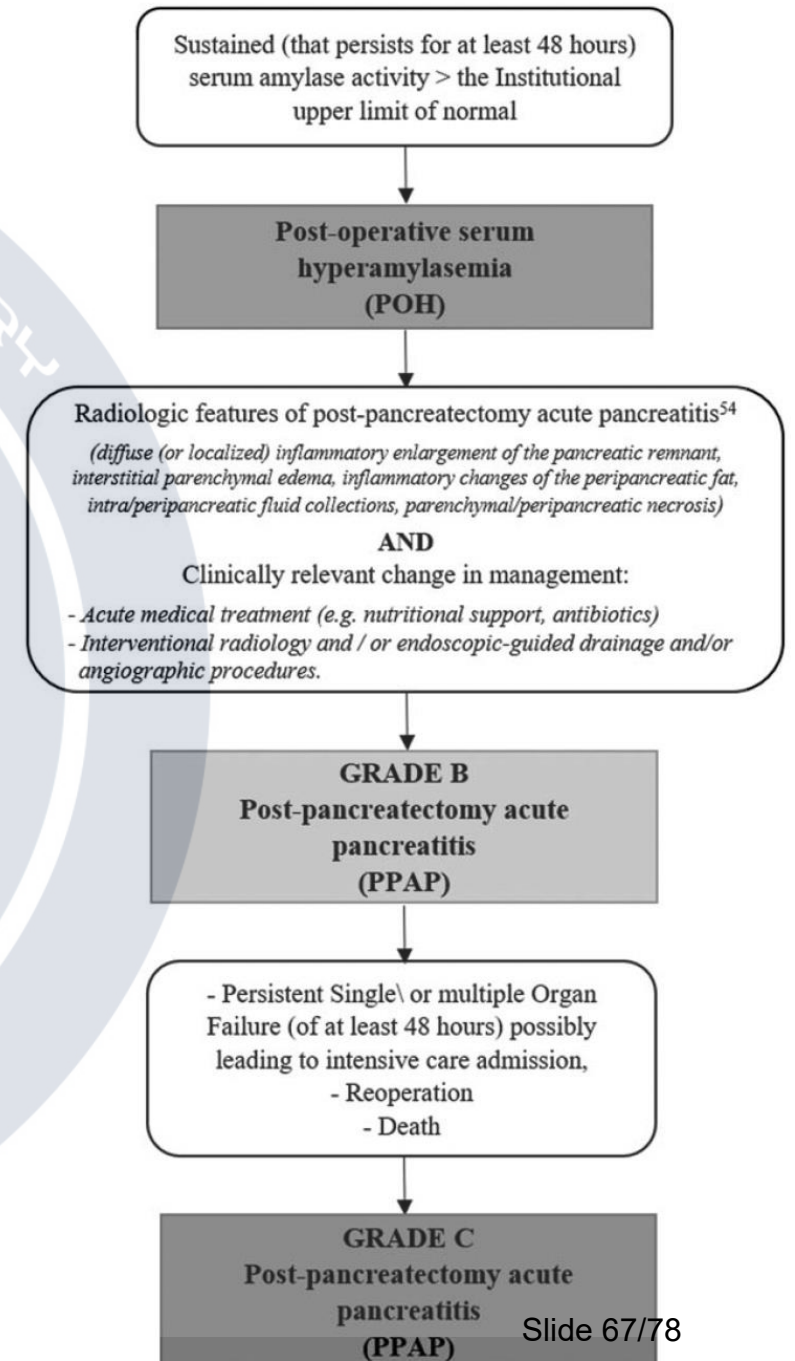 Sustained (that persists for at least 48 hours)
serum amylase activity > the Institutional
upper limit of normal
Post-operative serum
hyperamylasemia
(POH)
Radiologic features of post-pancreatectomy acute pancreatitis⁵⁴
(diffuse (or localized) inflammatory enlargement of the pancreatic remnant,
interstitial parenchymal edema, inflammatory changes of the peripancreatic fat,
intra/peripancreatic fluid collections, parenchymal/peripancreatic necrosis)
AND
Clinically relevant change in management:
- Acute medical treatment (e.g. nutritional support, antibiotics)
- Interventional radiology and / or endoscopic-guided drainage and/or
angiographic procedures.
GRADE B
Post-pancreatectomy acute
pancreatitis
(PPAP)
- Persistent Single\ or multiple Organ
Failure (of at least 48 hours) possibly
leading to intensive care admission,
- Reoperation
- Death
GRADE C
Post-pancreatectomy acute
pancreatitis
(PPAP)
Slide 67/78